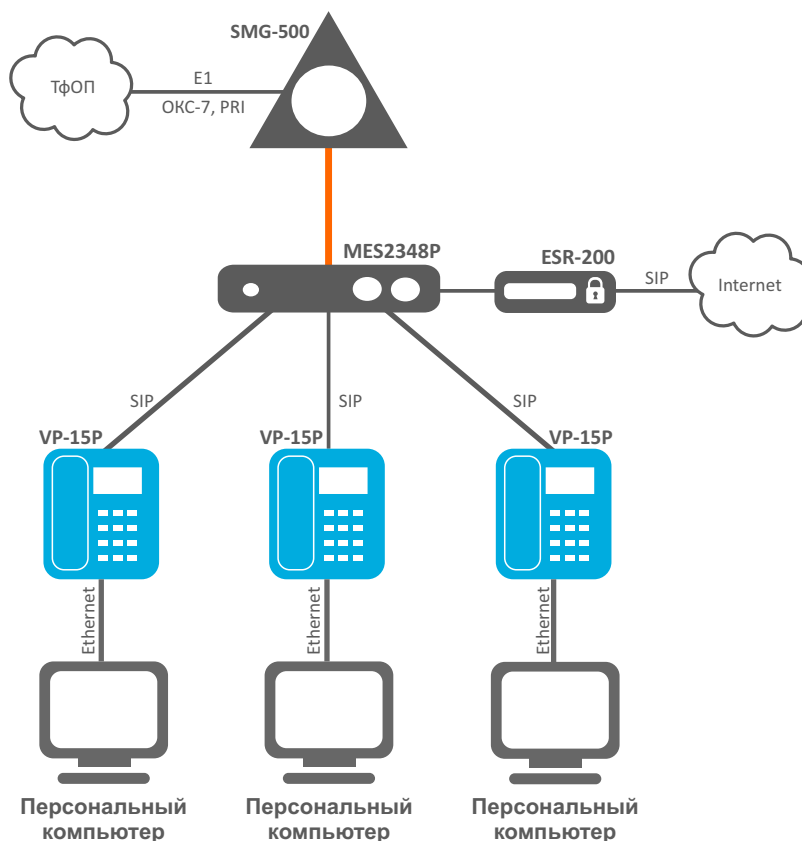 SMG-500
ТфОП
E1
ОКС-7, PRI
MES2348P
ESR-200
SIP
Internet
SIP
SIP
SIP
VP-15P
VP-15P
VP-15P
Ethernet
Ethernet
Ethernet
Персональный
компьютер
Персональный
компьютер
Персональный
компьютер